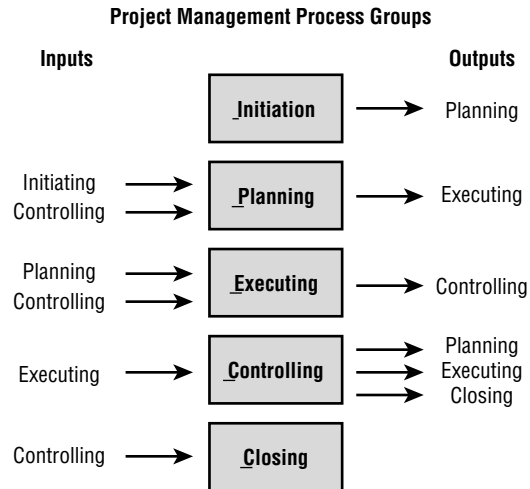 Project Management Process Groups
Inputs
Outputs
Initiation
Planning
Initiating
Controlling
Planning
Executing
Planning
Controlling
Executing
Controlling
Executing
Controlling
Planning
Executing
Closing
Controlling
Closing